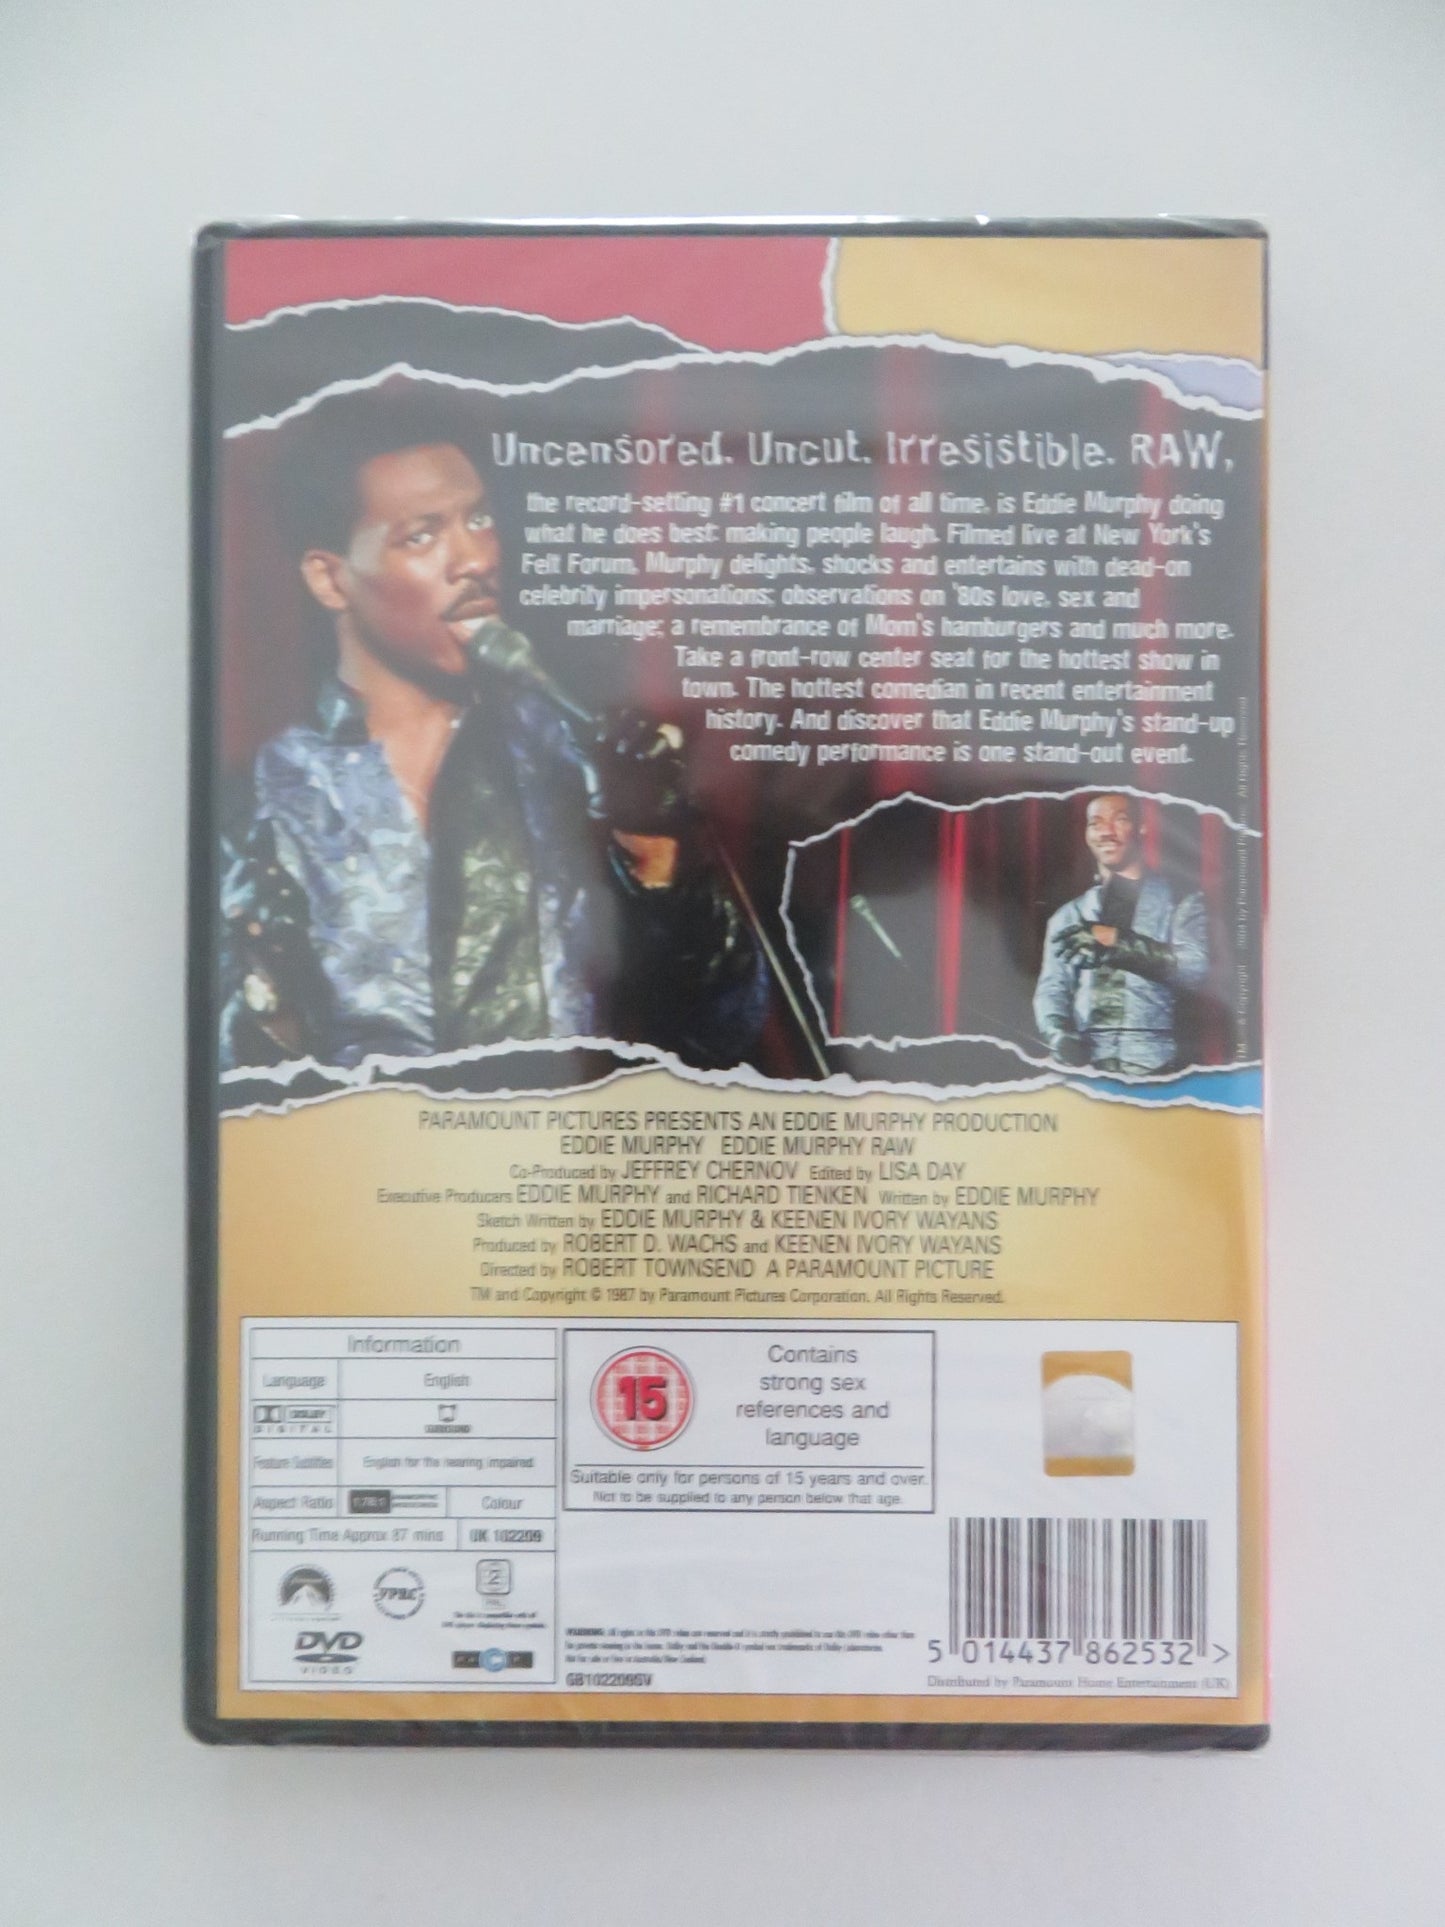 Uncensored. Uncut. Irresistible. RAW,
the record-setting #1 concert film of all time, is Eddie Murphy doing
what he does best: making people laugh. Filmed live at New York's
Felt Forum, Murphy delights, shocks and entertains with dead-on
celebrity impersonations; observations on '80s love, sex and
marriage; a remembrance of Mom's hamburgers and much more.
Take a front-row center seat for the hottest show in
town. The hottest comedian in recent entertainment
history. And discover that Eddie Murphy's stand-up
comedy performance is one stand-out event.
PARAMOUNT PICTURES PRESENTS AN EDDIE MURPHY PRODUCTION
EDDIE MURPHY EDDIE MURPHY RAW
Co-Produced by JEFFREY CHERNOV Edited by LISA DAY
Executive Producers EDDIE MURPHY and RICHARD TIENKEN Written by EDDIE MURPHY
Sketch Written by EDDIE MURPHY & KEENEN IVORY WAYANS
Produced by ROBERT D. WACHS and KEENEN IVORY WAYANS
Directed by ROBERT TOWNSEND A PARAMOUNT PICTURE
TM and Copyright © 1987 by Paramount Pictures Corporation. All Rights Reserved.
Information
Language English
DOLBY DIGITAL SURROUND
Feature Subtitles English for the hearing impaired
Aspect Ratio 1.78:1 Colour
Running Time Approx 87 mins UK 102209
2
DVD
VIDEO
15
Contains
strong sex
references and
language
Suitable only for persons of 15 years and over.
Not to be supplied to any person below that age.
GB102209SV
5 014437 862532 >
Distributed by Paramount Home Entertainment (UK)